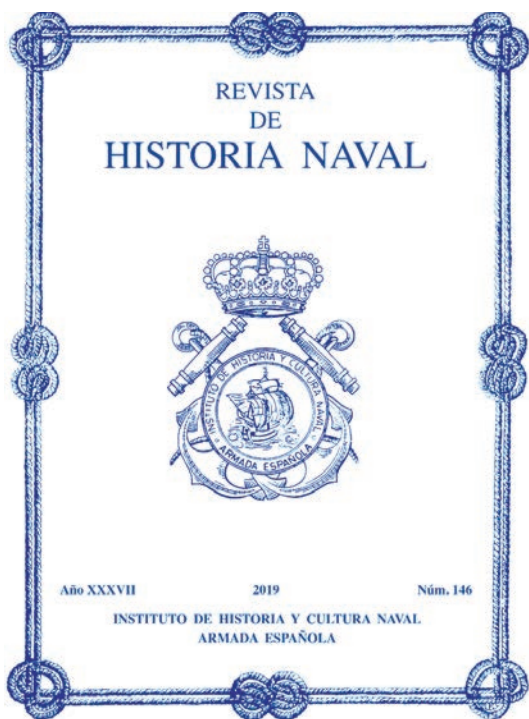 REVISTA
DE
HISTORIA NAVAL
INSTITUTO DE HISTORIA Y CULTURA NAVAL
ARMADA ESPAÑOLA
Año XXXVII 2019 Núm. 146
INSTITUTO DE HISTORIA Y CULTURA NAVAL
ARMADA ESPAÑOLA